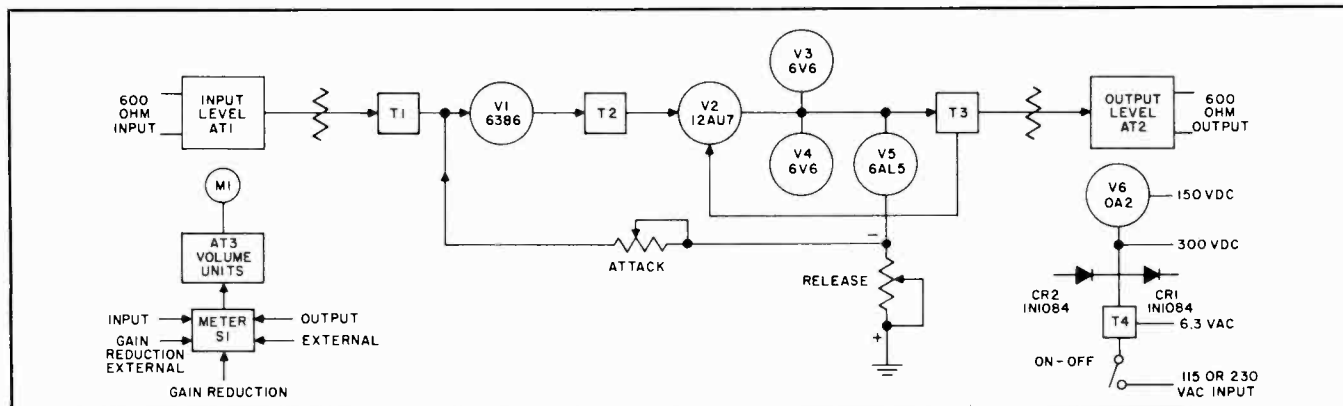 600
OHM
INPUT
INPUT
LEVEL
AT1
T1
V1
6386
T2
V2
12AU7
V3
6V6
V4
6V6
V5
6AL5
T3
OUTPUT
LEVEL
AT2
600
OHM
OUTPUT
M1
AT3
VOLUME
UNITS
METER
S1
INPUT
GAIN
REDUCTION
EXTERNAL
OUTPUT
EXTERNAL
GAIN REDUCTION
ATTACK
−
RELEASE
+
V6
OA2
150 VDC
300 VDC
CR2
IN1084
CR1
IN1084
T4
6.3 VAC
ON-OFF
115 OR 230
VAC INPUT